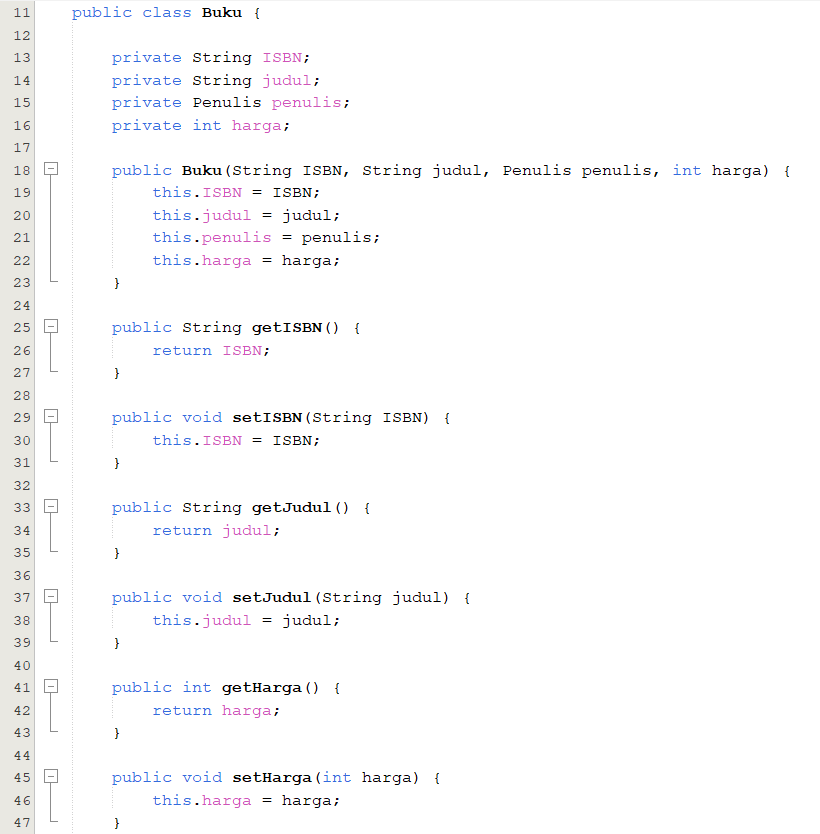 11 public class Buku {
12
13     private String ISBN;
14     private String judul;
15     private Penulis penulis;
16     private int harga;
17
18     public Buku(String ISBN, String judul, Penulis penulis, int harga) {
19         this.ISBN = ISBN;
20         this.judul = judul;
21         this.penulis = penulis;
22         this.harga = harga;
23     }
24
25     public String getISBN() {
26         return ISBN;
27     }
28
29     public void setISBN(String ISBN) {
30         this.ISBN = ISBN;
31     }
32
33     public String getJudul() {
34         return judul;
35     }
36
37     public void setJudul(String judul) {
38         this.judul = judul;
39     }
40
41     public int getHarga() {
42         return harga;
43     }
44
45     public void setHarga(int harga) {
46         this.harga = harga;
47     }